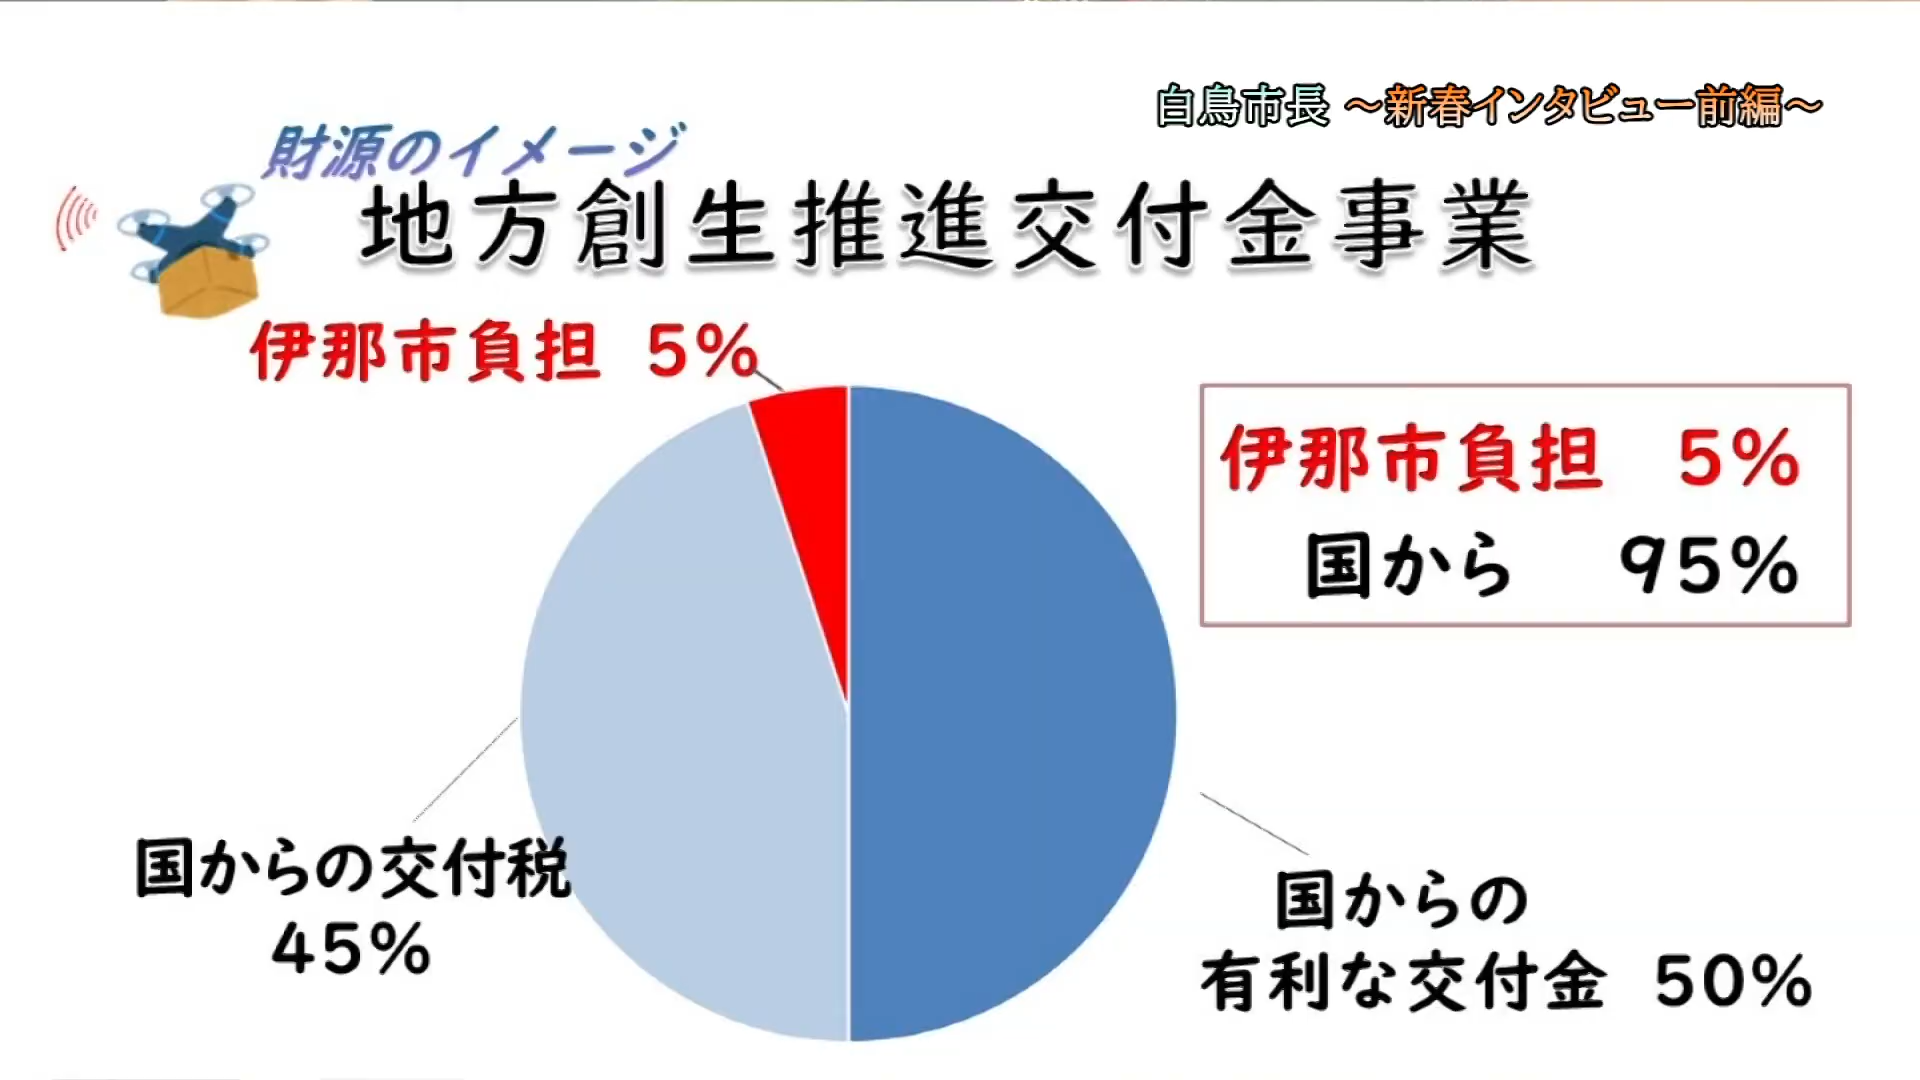 白鳥市長 ～新春インタビュー前編～
財源のイメージ
地方創生推進交付金事業
伊那市負担 5%
伊那市負担 5%
国から 95%
国からの交付税
45%
国からの
有利な交付金 50%